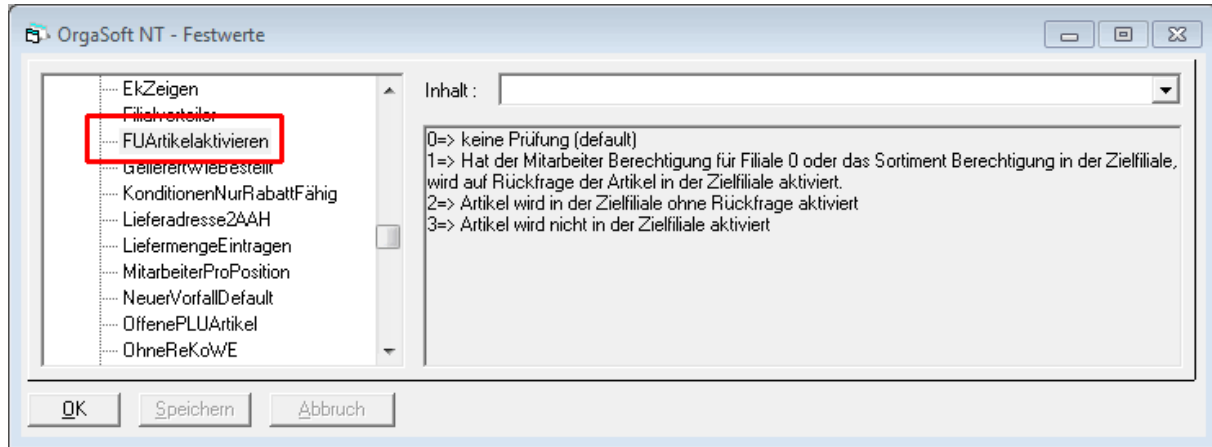 OrgaSoft NT - Festwerte
EkZeigen
Filialverteiler
FUArtikelaktivieren
GeliefertWieBestellt
KonditionenNurRabattFähig
Lieferadresse2AAH
LiefermengeEintragen
MitarbeiterProPosition
NeuerVorfallDefault
OffenePLUArtikel
OhneReKoWE
Inhalt :
0=> keine Prüfung (default)
1=> Hat der Mitarbeiter Berechtigung für Filiale 0 oder das Sortiment Berechtigung in der Zielfiliale,
wird auf Rückfrage der Artikel in der Zielfiliale aktiviert.
2=> Artikel wird in der Zielfiliale ohne Rückfrage aktiviert
3=> Artikel wird nicht in der Zielfiliale aktiviert
OK
Speichern
Abbruch